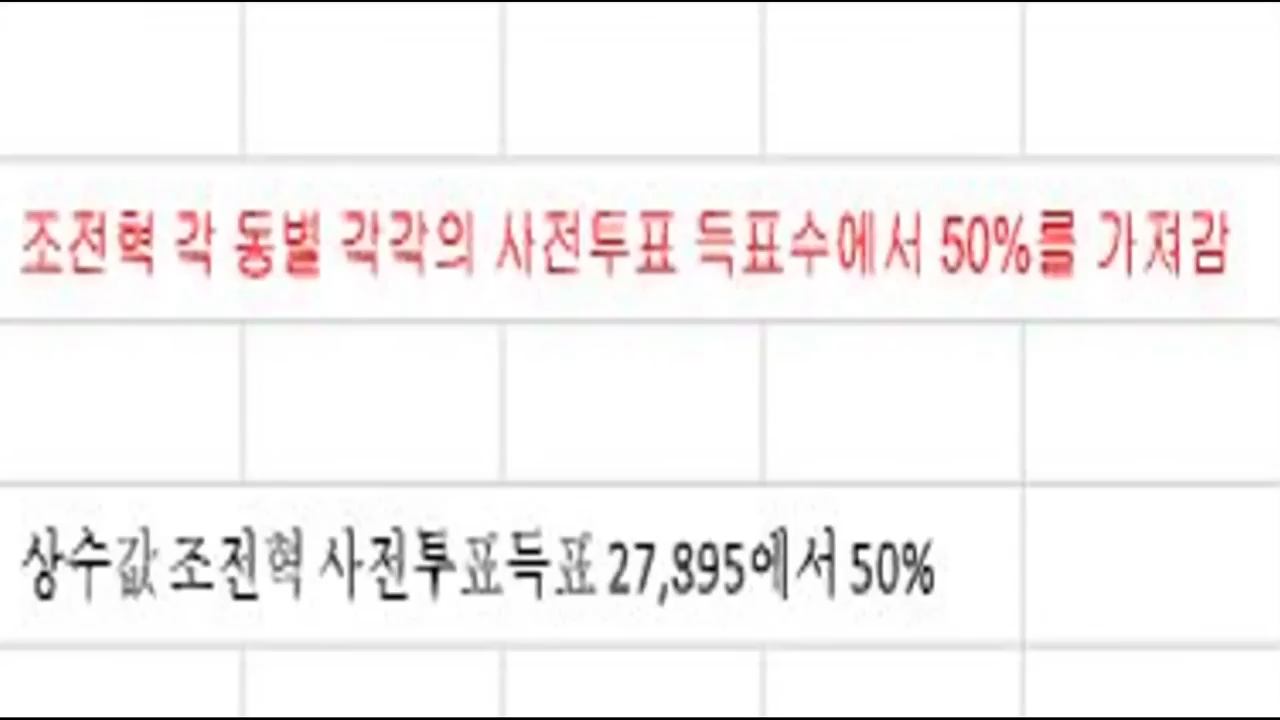 조전혁 각 동별 각각의 사전투표 득표수에서 50%를 가져감
상수값 조전혁 사전투표득표 27,895에서 50%